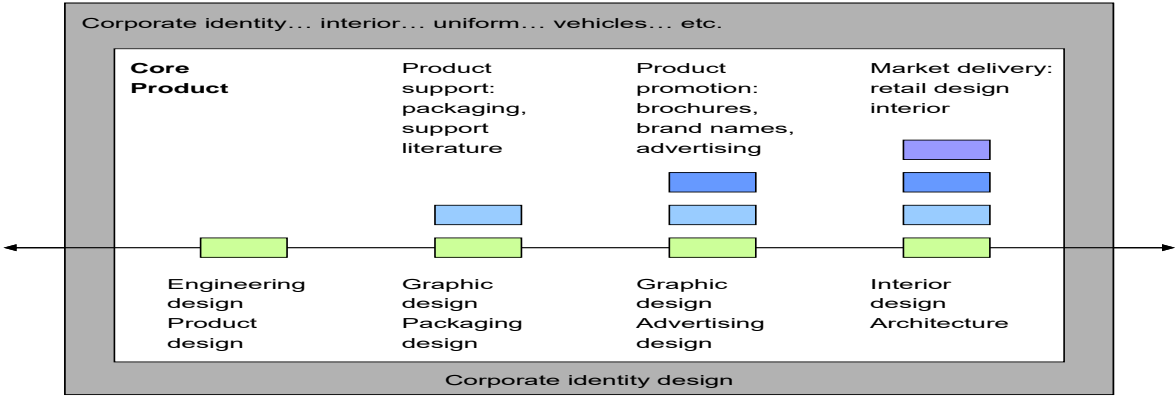 Corporate identity… interior… uniform… vehicles… etc.
Core
Product
Product
support:
packaging,
support
literature
Product
promotion:
brochures,
brand names,
advertising
Market delivery:
retail design
interior
Engineering
design
Product
design
Graphic
design
Packaging
design
Graphic
design
Advertising
design
Interior
design
Architecture
Corporate identity design